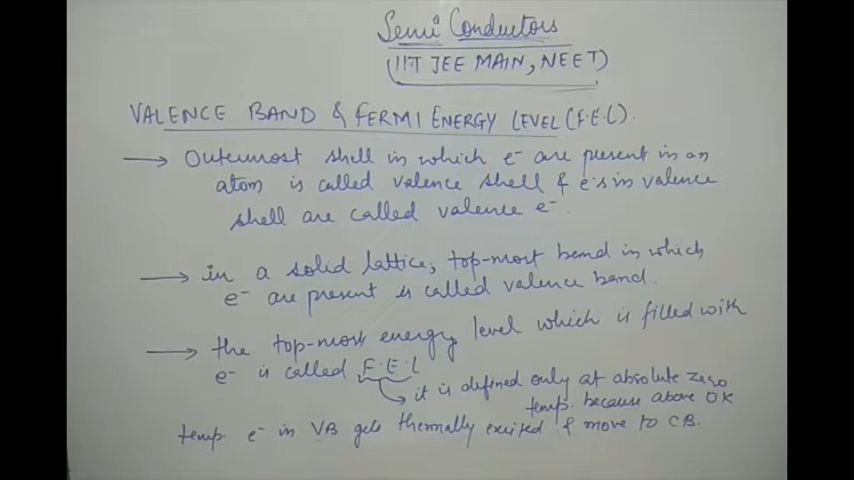 Semi Conductors
(IIT JEE MAIN, NEET)
VALENCE BAND & FERMI ENERGY LEVEL (F.E.L).
→ Outermost shell in which e⁻ are present in an
atom is called valence shell & e⁻s in valence
shell are called valence e⁻.
→ in a solid lattice, top-most band in which
e⁻ are present is called valence band.
→ the top-most energy level which is filled with
e⁻ is called F.E.L
it is defined only at absolute zero
temp. because above 0K
temp. e⁻ in VB gets thermally excited & move to CB.